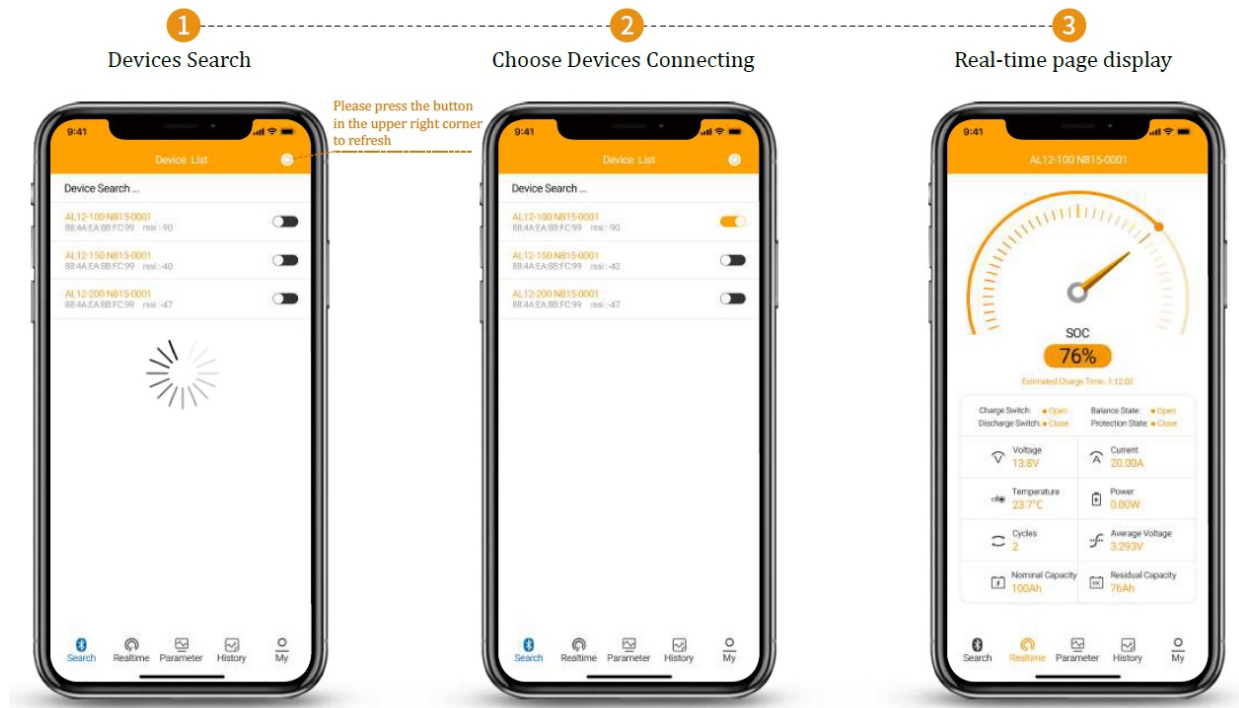 1
2
3
Devices Search
Choose Devices Connecting
Real-time page display
Please press the button
in the upper right corner
to refresh
9:41
Device List
Device Search ...
AL12-100 N815-0001
88:4A:EA:8B:FC:99 rssi :-90
AL12-150 N815-0001
88:4A:EA:8B:FC:99 rssi :-40
AL12-200 N815-0001
88:4A:EA:8B:FC:99 rssi :-47
Search Realtime Parameter History My
9:41
Device List
Device Search ...
AL12-100 N815-0001
88:4A:EA:8B:FC:99 rssi :-90
AL12-150 N815-0001
88:4A:EA:8B:FC:99 rssi :-40
AL12-200 N815-0001
88:4A:EA:8B:FC:99 rssi :-47
Search Realtime Parameter History My
9:41
AL12-100 N815-0001
SOC
76%
Estimated Charge Time: 1:12:00
Charge Switch: Open Balance State: Open
Discharge Switch: Close Protection State: Close
Voltage Current
13.8V 20.00A
Temperature Power
23.7°C 0.00W
Cycles Average Voltage
2 3.293V
Nominal Capacity Residual Capacity
100Ah 76Ah
Search Realtime Parameter History My